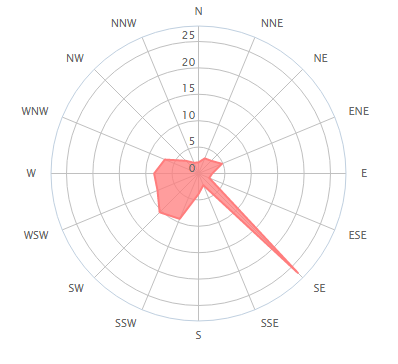 N
NNW NNE
25
NW NE
20
15
WNW ENE
10
5
W 0 E
WSW ESE
SW SE
SSW SSE
S